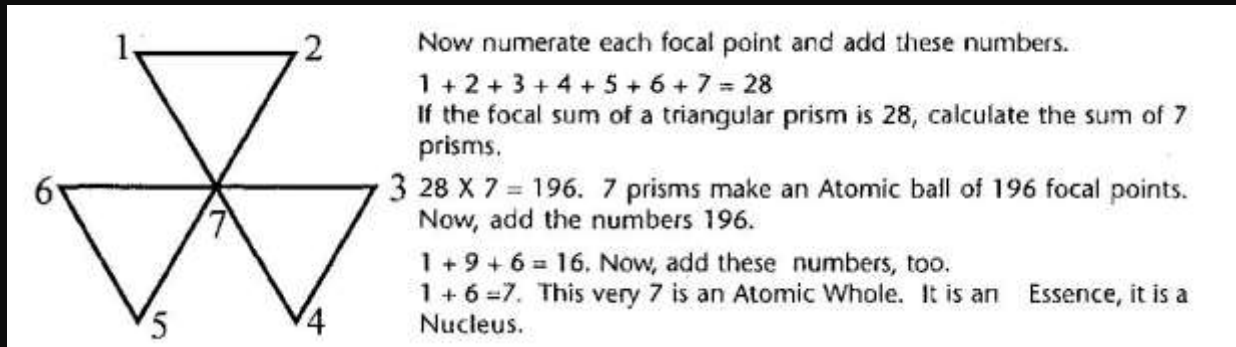 1
2
6
3
7
5
4
Now numerate each focal point and add these numbers.
1 + 2 + 3 + 4 + 5 + 6 + 7 = 28
If the focal sum of a triangular prism is 28, calculate the sum of 7
prisms.
28 X 7 = 196. 7 prisms make an Atomic ball of 196 focal points.
Now, add the numbers 196.
1 + 9 + 6 = 16. Now, add these numbers, too.
1 + 6 =7. This very 7 is an Atomic Whole. It is an Essence, it is a
Nucleus.